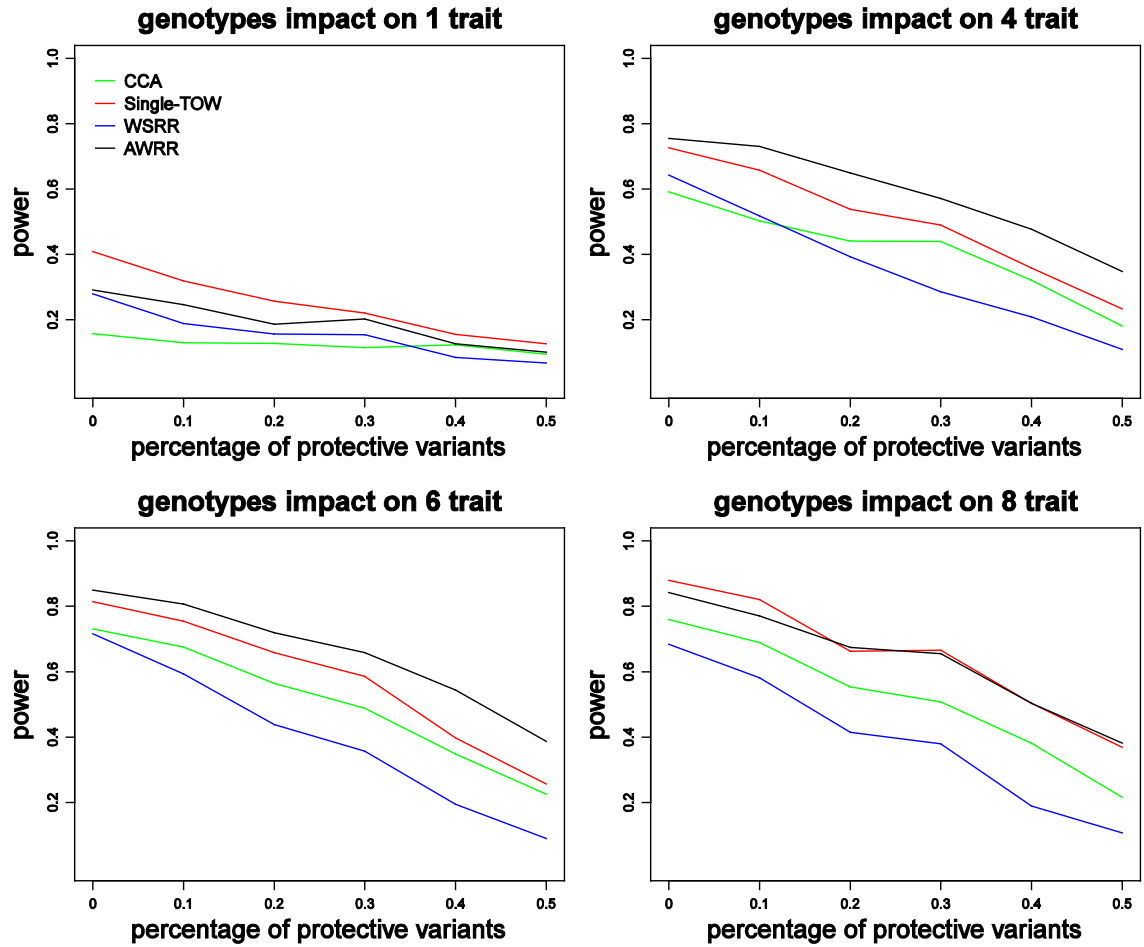 genotypes impact on 1 trait
1.0
0.8
0.6
0.4
0.2
power
CCA
Single-TOW
WSRR
AWRR
0 0.1 0.2 0.3 0.4 0.5
percentage of protective variants
genotypes impact on 4 trait
1.0
0.8
0.6
0.4
0.2
power
0 0.1 0.2 0.3 0.4 0.5
percentage of protective variants
genotypes impact on 6 trait
1.0
0.8
0.6
0.4
0.2
power
0 0.1 0.2 0.3 0.4 0.5
percentage of protective variants
genotypes impact on 8 trait
1.0
0.8
0.6
0.4
0.2
power
0 0.1 0.2 0.3 0.4 0.5
percentage of protective variants